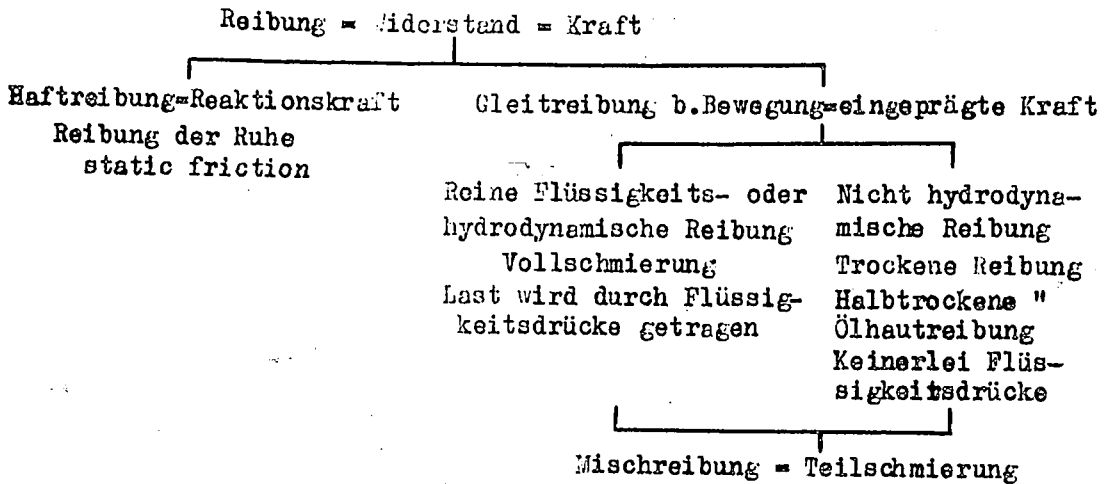 Reibung = Widerstand = Kraft
Haftreibung=Reaktionskraft
Reibung der Ruhe
static friction
Gleitreibung b.Bewegung=eingeprägte Kraft
Reine Flüssigkeits- oder
hydrodynamische Reibung
Vollschmierung
Last wird durch Flüssig-
keitsdrücke getragen
Nicht hydrodyna-
mische Reibung
Trockene Reibung
Halbtrockene "
Ölhautreibung
Keinerlei Flüs-
sigkeitsdrücke
Mischreibung = Teilschmierung